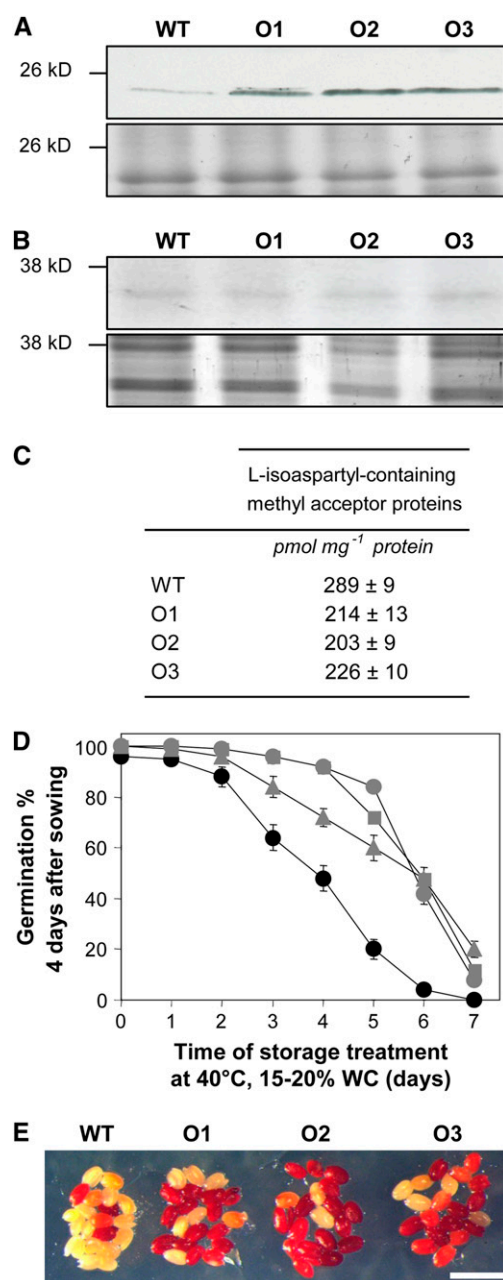 A
WT O1 O2 O3
26 kD
26 kD
B
WT O1 O2 O3
38 kD
38 kD
C
L-isoaspartyl-containing
methyl acceptor proteins
pmol mg⁻¹ protein
WT 289 ± 9
O1 214 ± 13
O2 203 ± 9
O3 226 ± 10
D
100
80
60
40
20
0
Germination %
4 days after sowing
0 1 2 3 4 5 6 7
Time of storage treatment
at 40°C, 15-20% WC (days)
E
WT O1 O2 O3